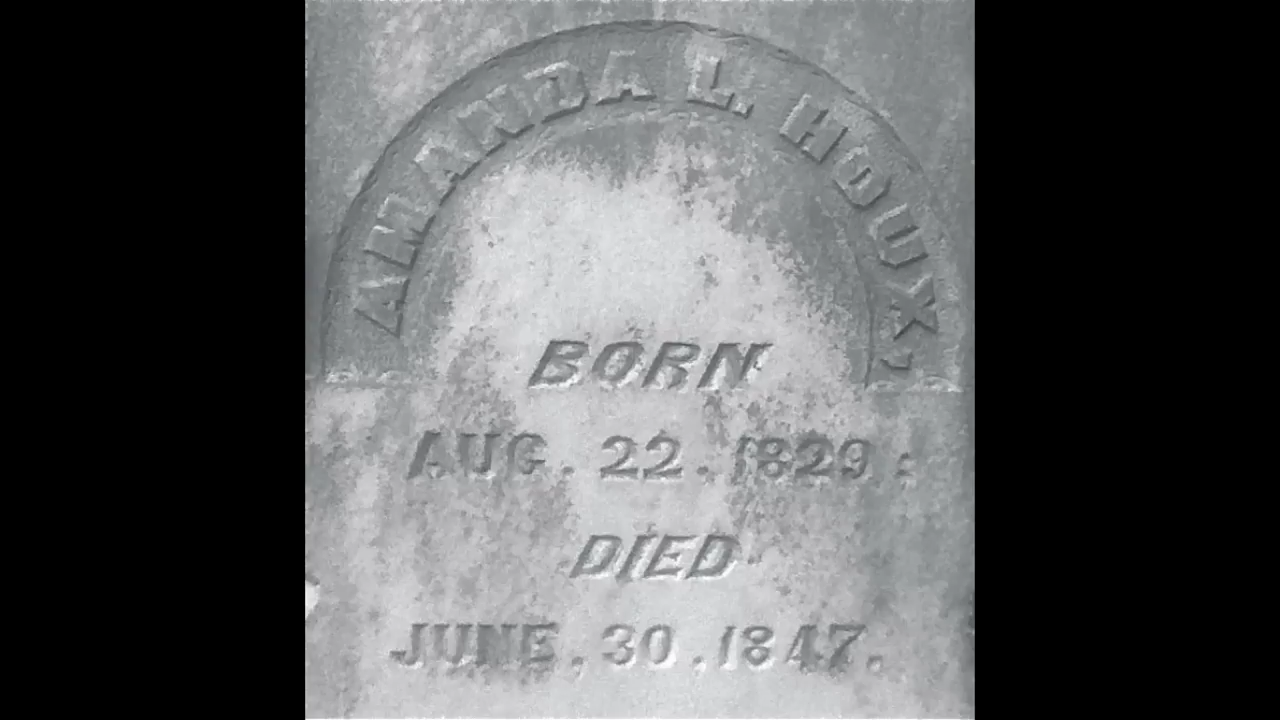 AMANDA L. HOUX,
BORN
AUG. 22. 1829:
DIED
JUNE. 30. 1847.